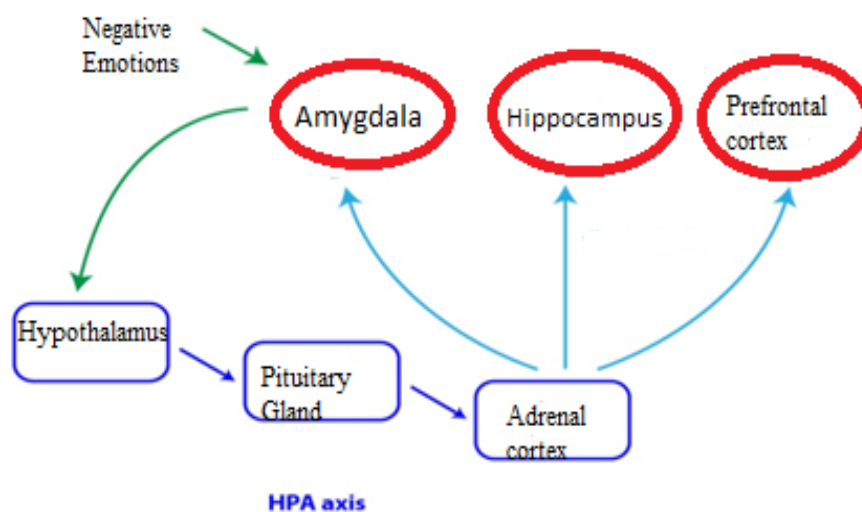 Negative
Emotions
Amygdala
Hippocampus
Prefrontal
cortex
Hypothalamus
Pituitary
Gland
Adrenal
cortex
HPA axis